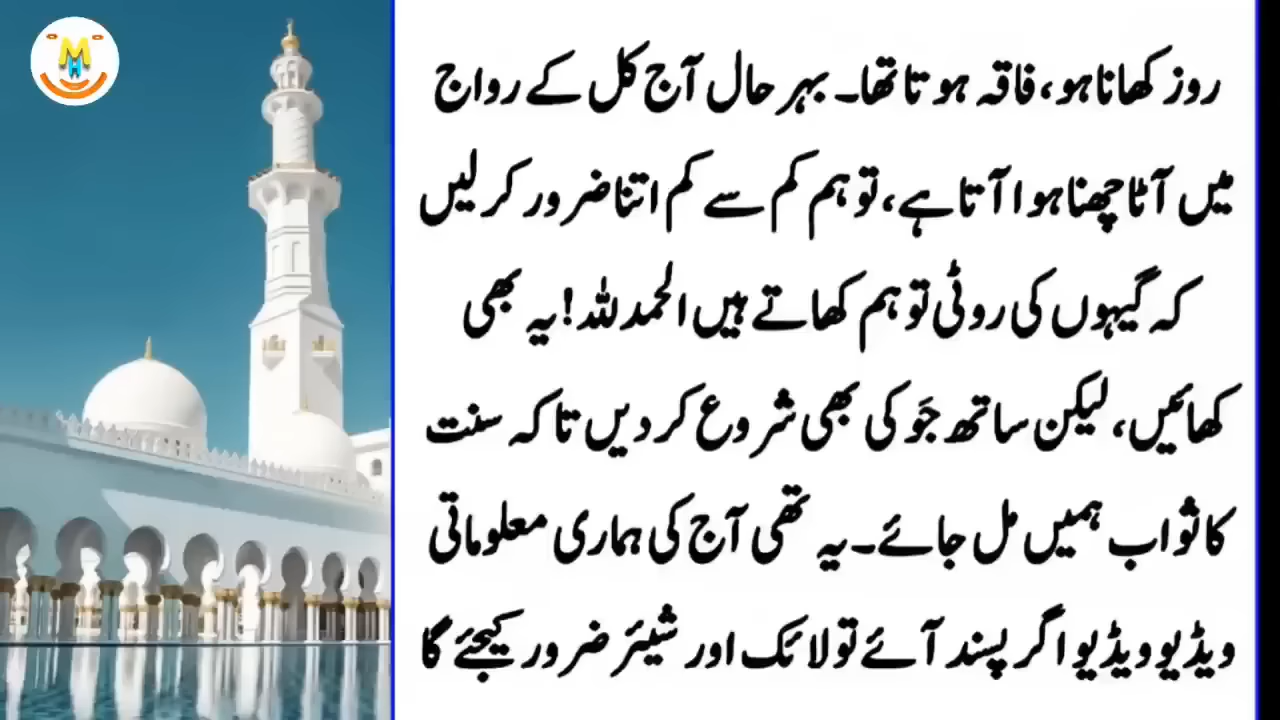 روز کھانا ہو، فاقہ ہوتا تھا۔ بہر حال آج کل کے رواج
میں آٹا چھنا ہوا آتا ہے، تو ہم کم سے کم اتنا ضرور کر لیں
کہ گیہوں کی روٹی تو ہم کھاتے ہیں الحمد للہ! یہ بھی
کھائیں، لیکن ساتھ جَو کی بھی شروع کر دیں تاکہ سنت
کا ثواب ہمیں مل جائے۔ یہ تھی آج کی ہماری معلوماتی
ویڈیو ویڈیو اگر پسند آئے تو لائک اور شیئر ضرور کیجئے گا